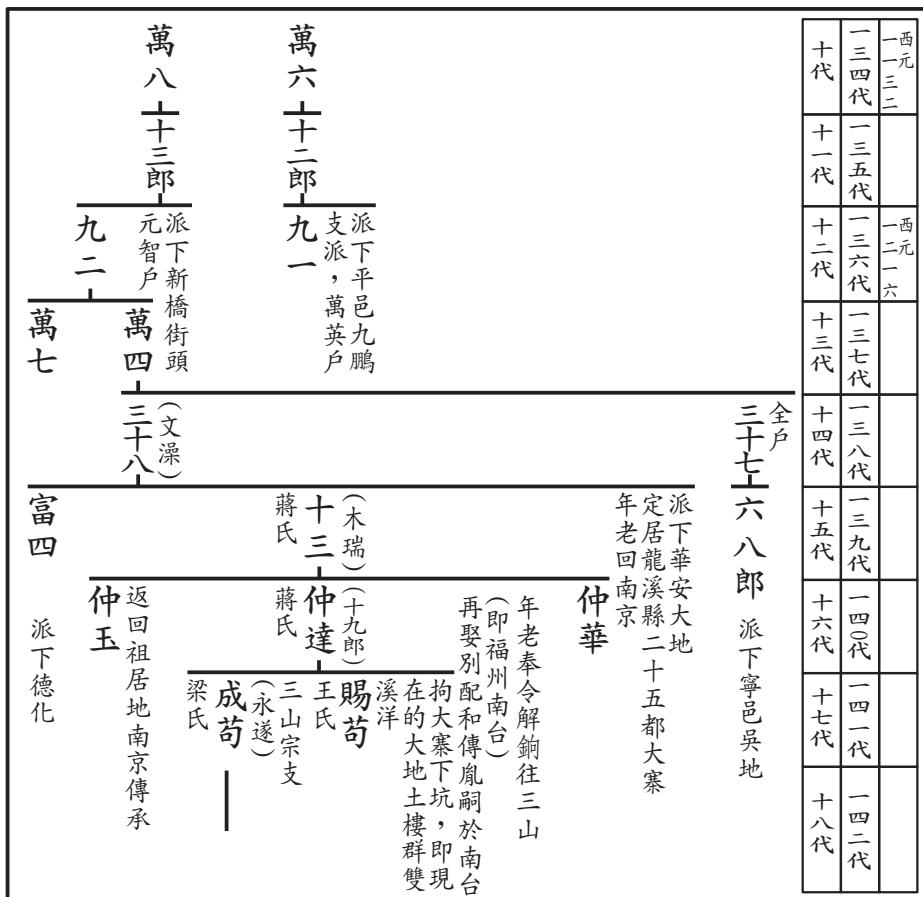 西元
一一三二
西元
一二一六
一三四代
一三五代
一三六代
一三七代
一三八代
一三九代
一四〇代
一四一代
一四二代
十代
十一代
十二代
十三代
十四代
十五代
十六代
十七代
十八代
萬六
十二郎
派下平邑九鵬
支派，萬英戶
九一
萬八
十三郎
派下新橋街頭
元智戶
九二
萬四
萬七
全戶
三十七
六八郎
派下寧邑吳地
(文澡)
三十八
派下華安大地
定居龍溪縣二十五都大寨
年老回南京
(木瑞)
十三
蔣氏
富四
派下德化
仲華
(十九郎)
仲達
蔣氏
返回祖居地南京傳承
仲玉
年老奉令解餉往三山
(即福州南台)
再娶別配和傳胤嗣於南台
拘大寨下坑，即現
在的大地土樓群雙
溪洋
賜苟
王氏
三山宗支
(永遂)
成苟
梁氏